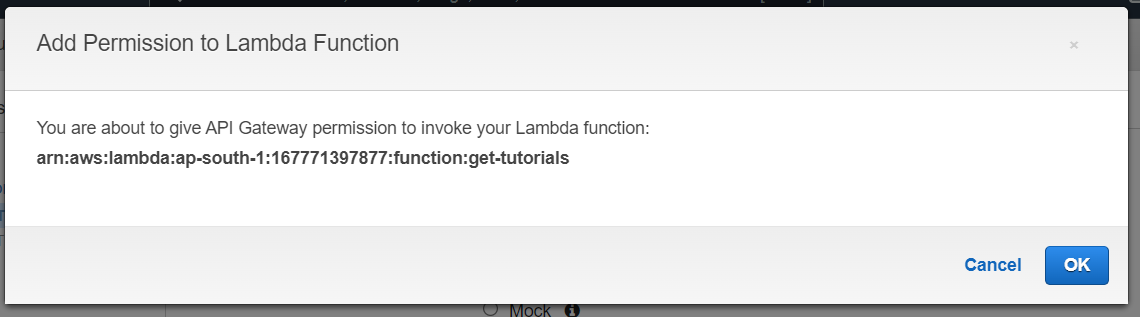 Add Permission to Lambda Function
×
You are about to give API Gateway permission to invoke your Lambda function:
arn:aws:lambda:ap-south-1:167771397877:function:get-tutorials
Cancel OK
Mock